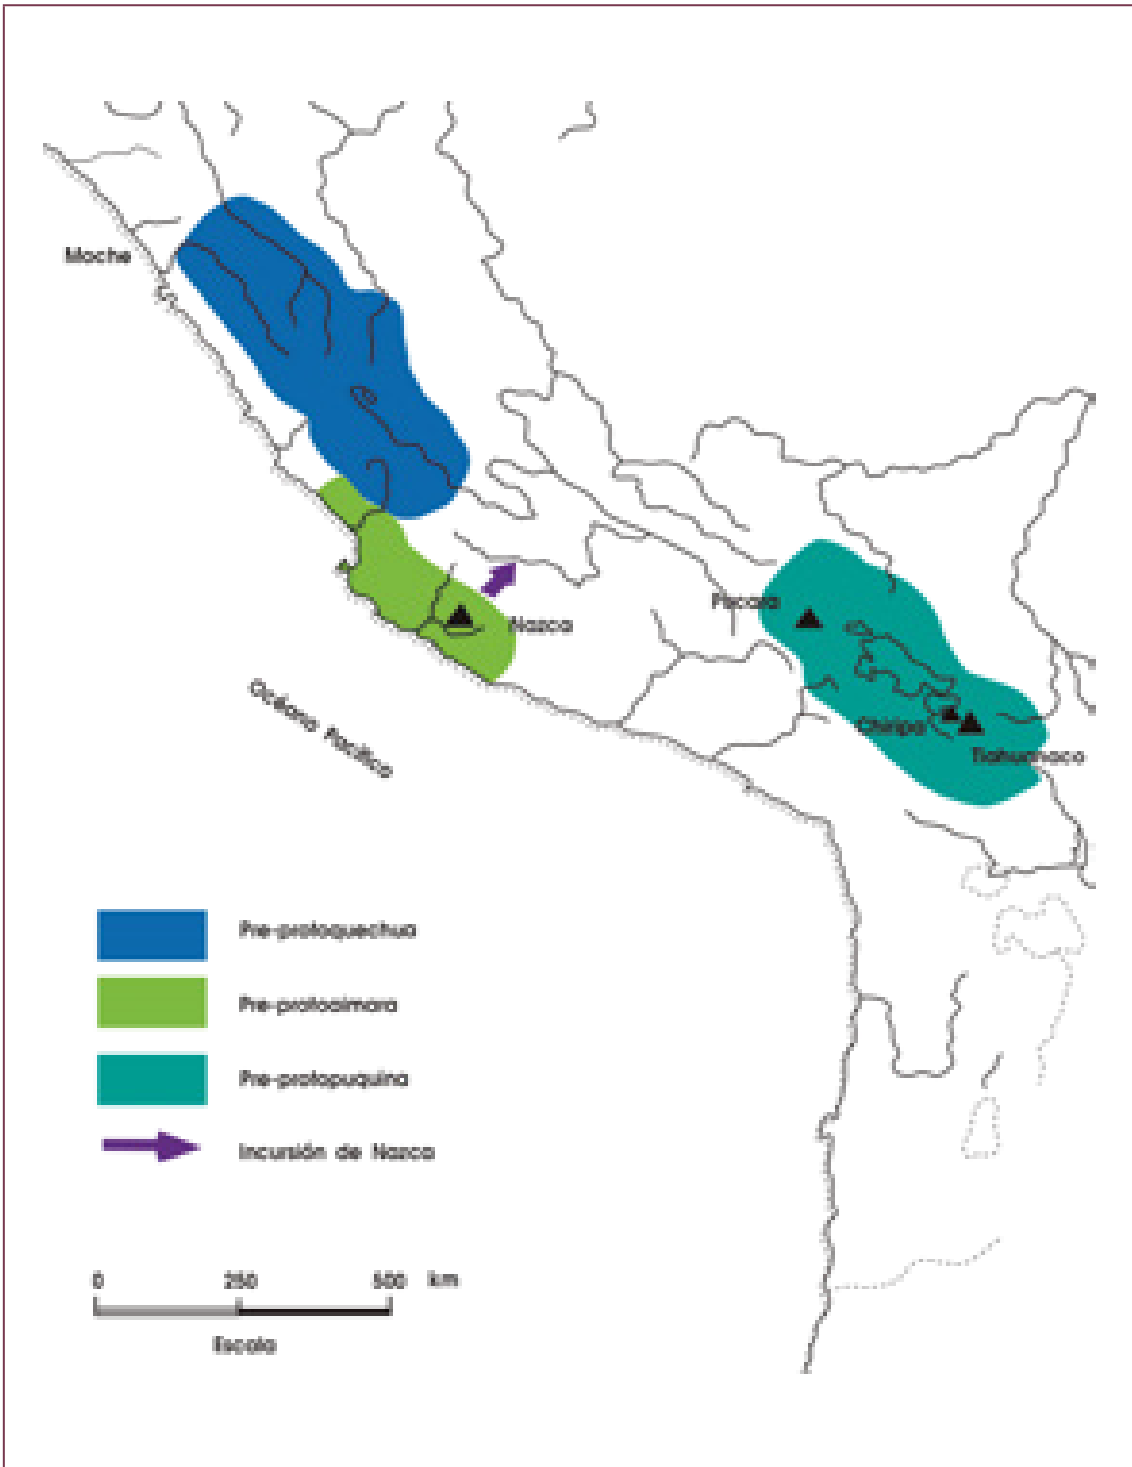 Moche
Pucara
Nazca
Océano Pacífico
Chiripa
Tiahuanaco
Pre-protoquechua
Pre-protoaimara
Pre-protopuquina
Incursión de Nazca
0 250 500 km
Escala